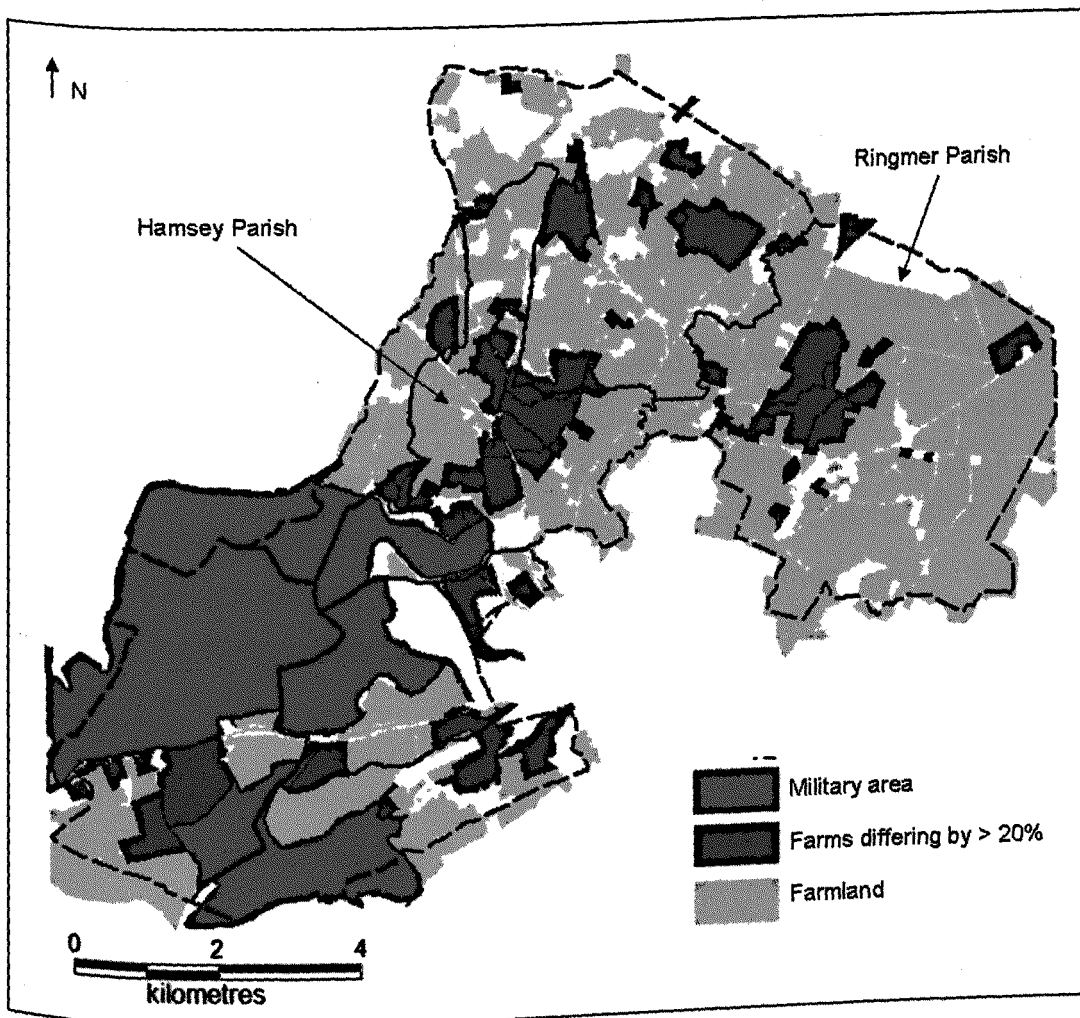 N
Ringmer Parish
Hamsey Parish
Military area
Farms differing by > 20%
Farmland
0 2 4
kilometres